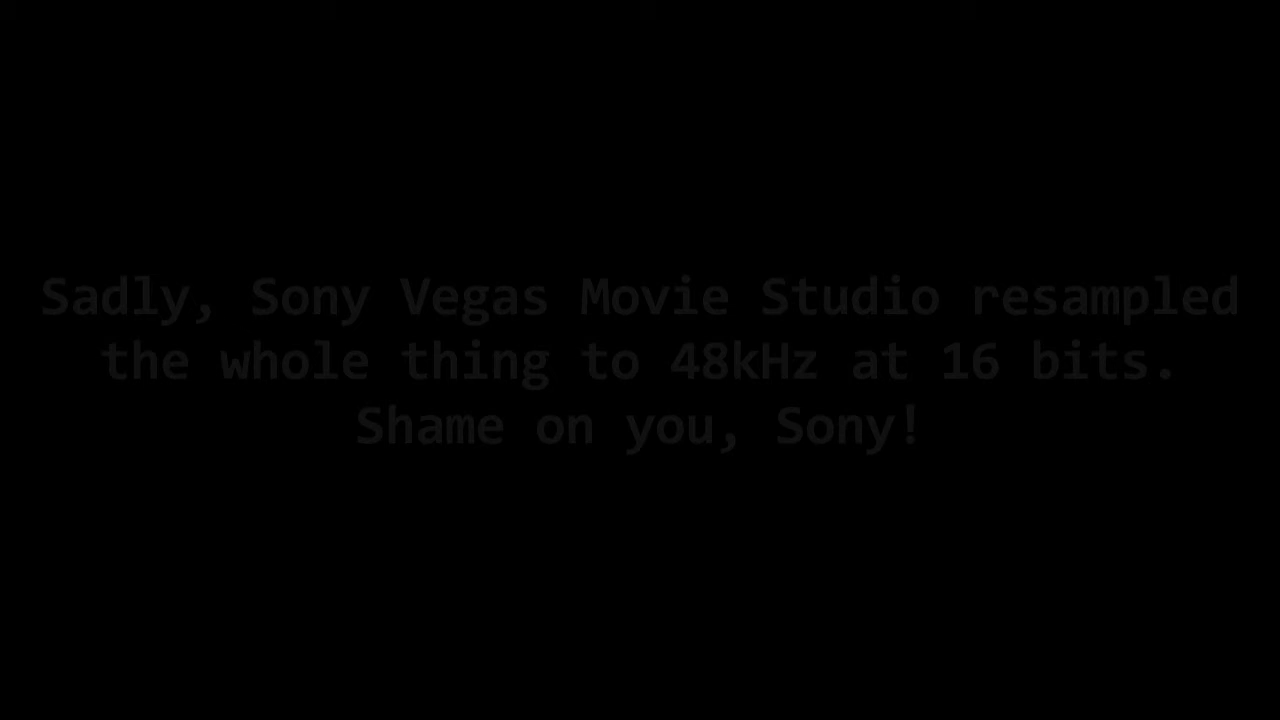 Sadly, Sony Vegas Movie Studio resampled
the whole thing to 48kHz at 16 bits.
Shame on you, Sony!